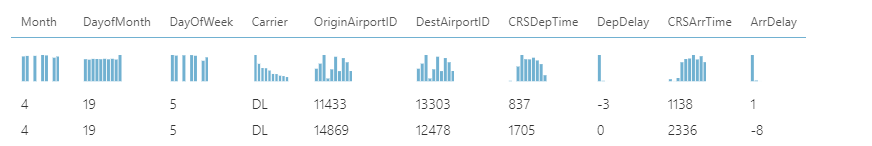 Month DayofMonth DayOfWeek Carrier OriginAirportID DestAirportID CRSDepTime DepDelay CRSArrTime ArrDelay
4 19 5 DL 11433 13303 837 -3 1138 1
4 19 5 DL 14869 12478 1705 0 2336 -8